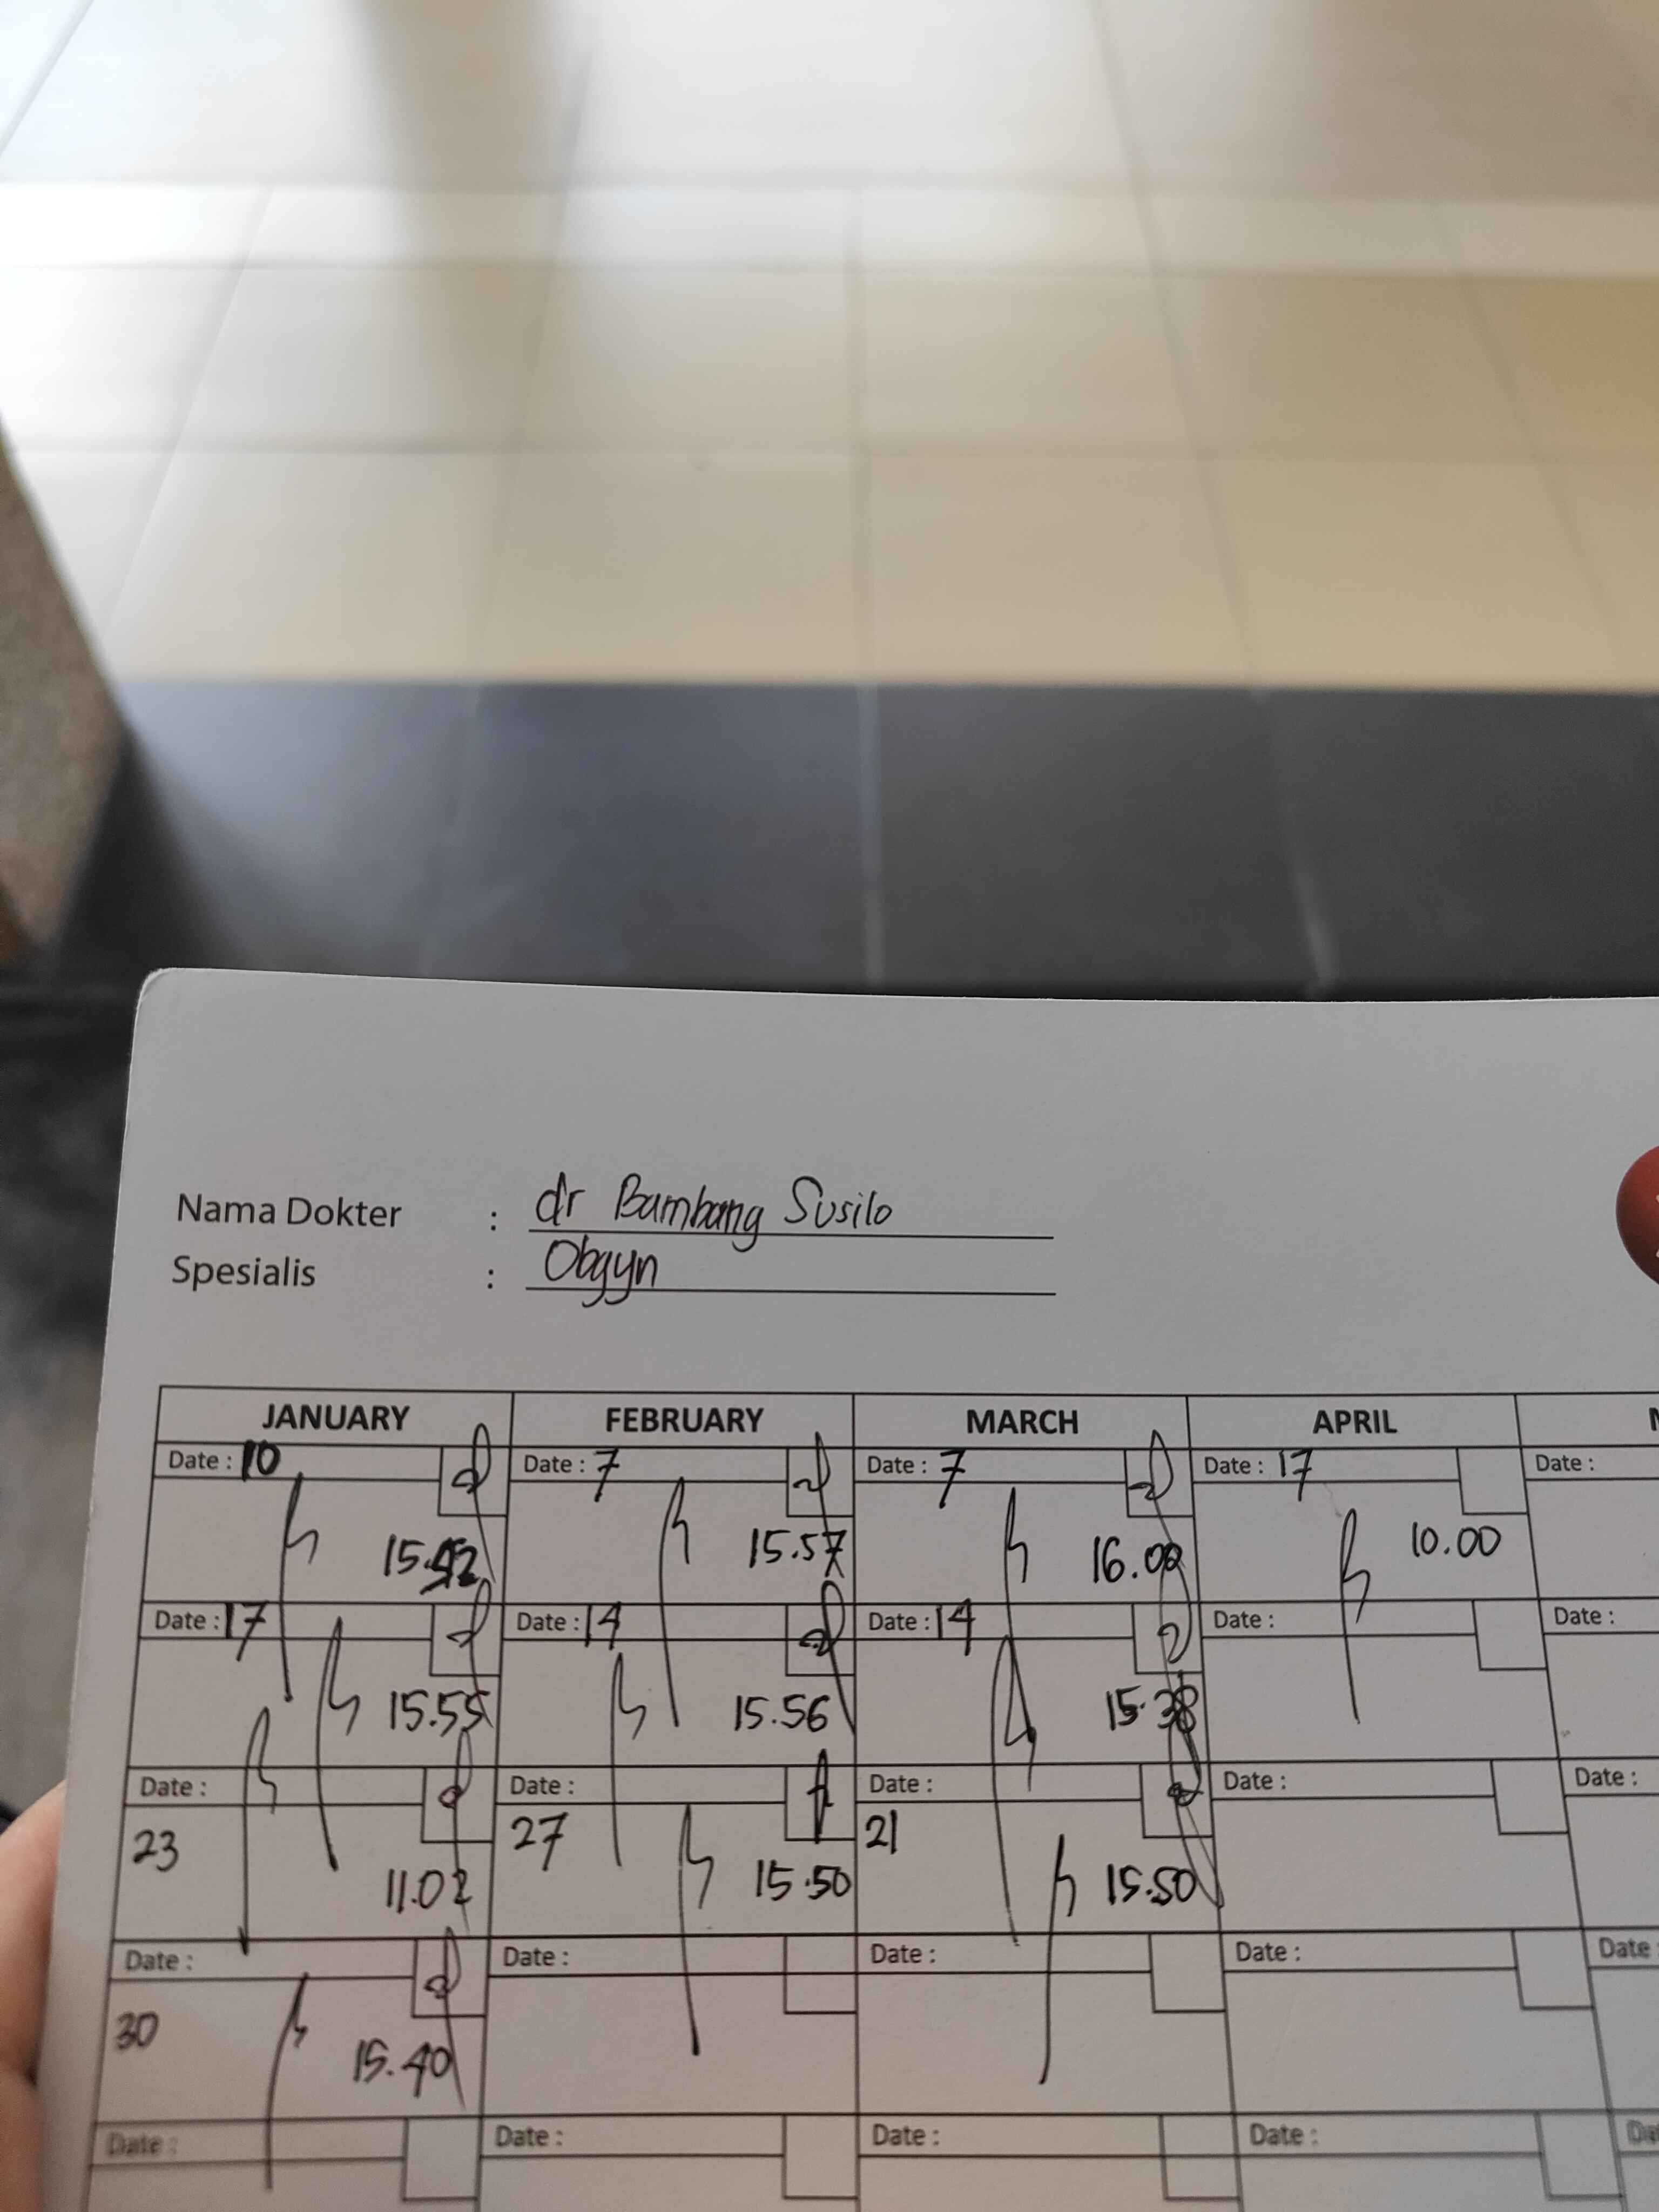 Nama Dokter : dr Bambang Susilo
Spesialis : Obgyn
JANUARY FEBRUARY MARCH APRIL
Date : 10 Date : 7 Date : 7 Date : 17 Date :
15.57 16.00 10.00
Date : 17 Date : 14 Date : 14 Date : Date :
15.55 15.56 15.38
Date : Date : Date : Date : Date :
23 27 21
11.02 15.50 15.50
Date : Date : Date : Date : Date
30
15.40
Date : Date : Date : Date :